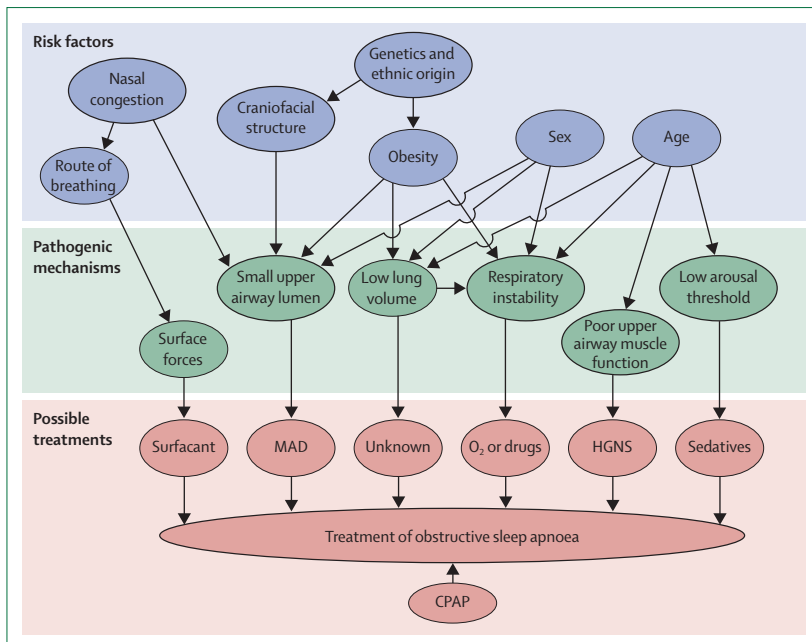 Risk factors
Genetics and
ethnic origin
Nasal
congestion
Craniofacial
structure
Sex
Age
Obesity
Route of
breathing
Pathogenic
mechanisms
Small upper
airway lumen
Low lung
volume
Respiratory
instability
Low arousal
threshold
Poor upper
airway muscle
function
Surface
forces
Possible
treatments
Surfacant
MAD
Unknown
O₂ or drugs
HGNS
Sedatives
Treatment of obstructive sleep apnoea
CPAP